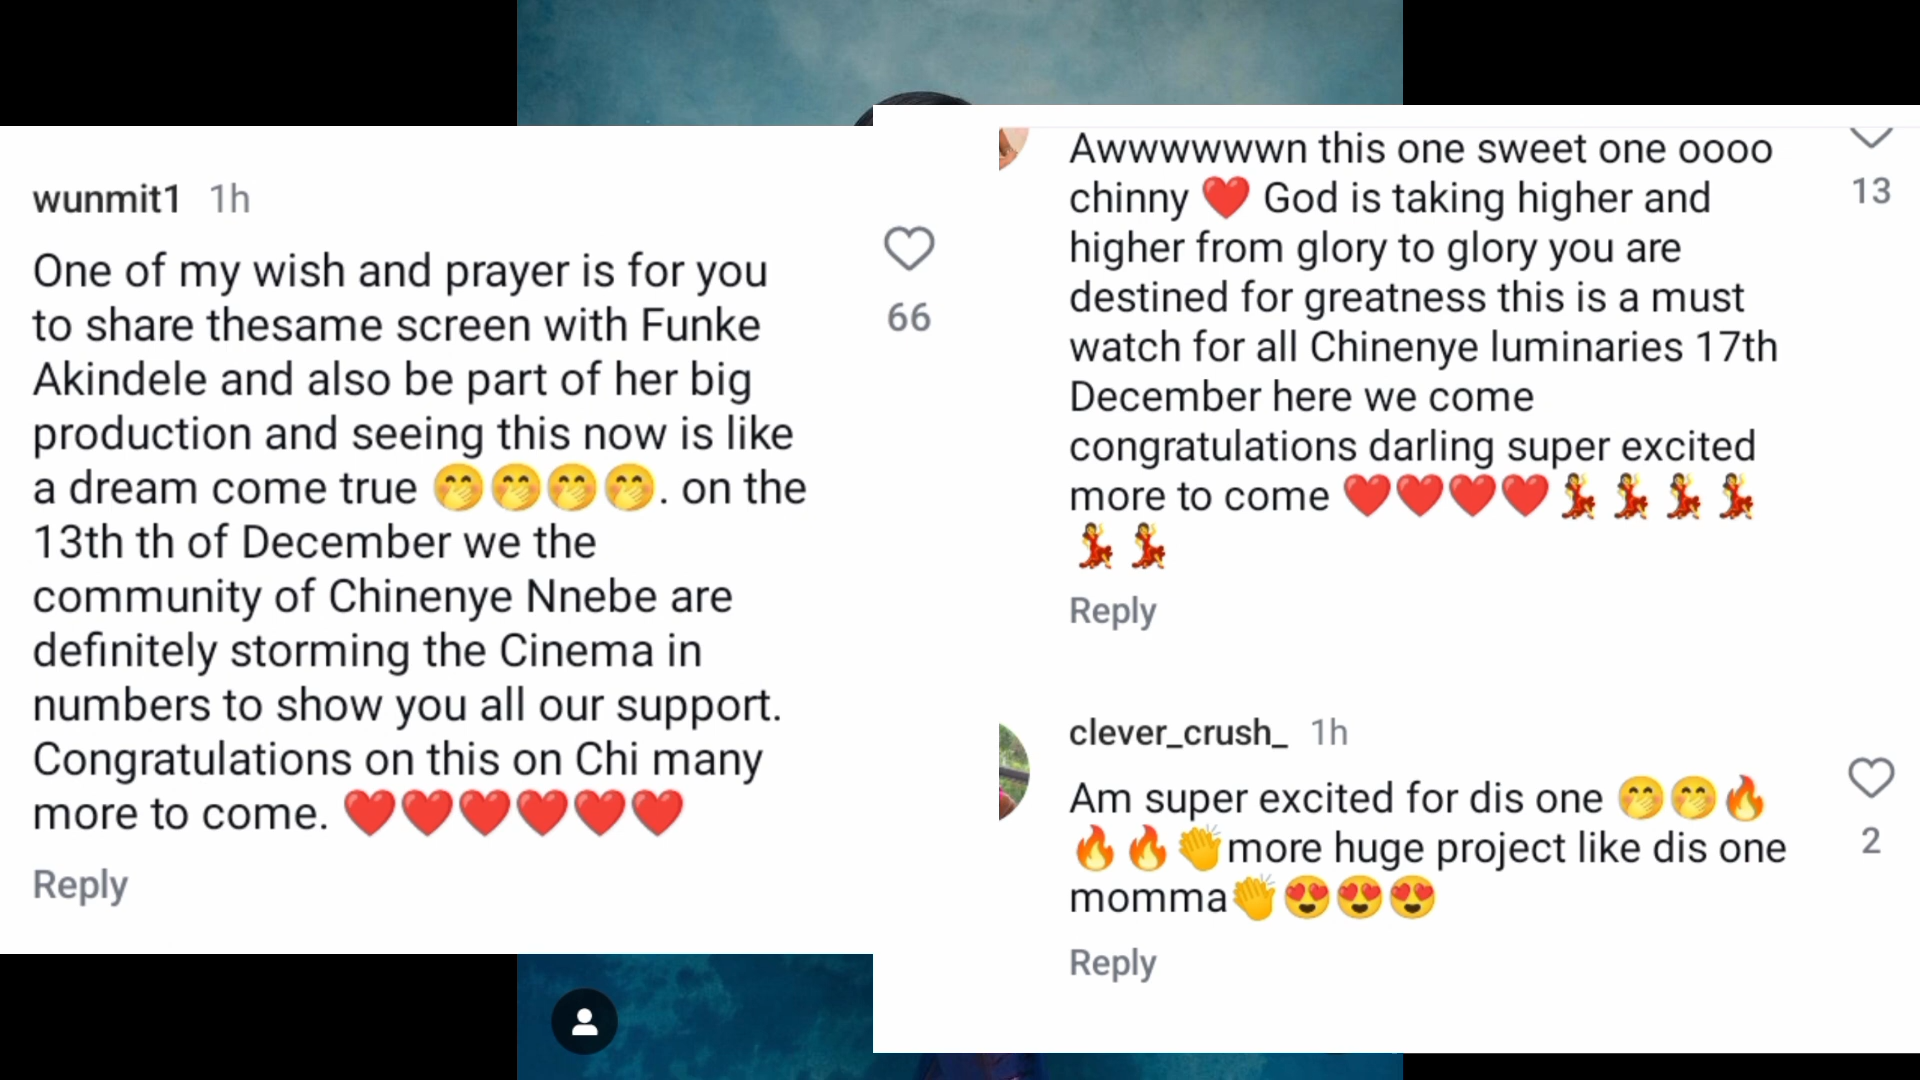 wunmit1 1h
One of my wish and prayer is for you
to share thesame screen with Funke
Akindele and also be part of her big
production and seeing this now is like
a dream come true 🤭🤭🤭🤭. on the
13th th of December we the
community of Chinenye Nnebe are
definitely storming the Cinema in
numbers to show you all our support.
Congratulations on this on Chi many
more to come. ❤️❤️❤️❤️❤️❤️
Reply
66
Awwwwwwn this one sweet one oooo
chinny ❤️ God is taking higher and
higher from glory to glory you are
destined for greatness this is a must
watch for all Chinenye luminaries 17th
December here we come
congratulations darling super excited
more to come ❤️❤️❤️❤️💃💃💃💃
💃💃
Reply
13
clever_crush_ 1h
Am super excited for dis one 🤭🤭🔥
🔥🔥👏more huge project like dis one
momma👏😍😍😍
Reply
2